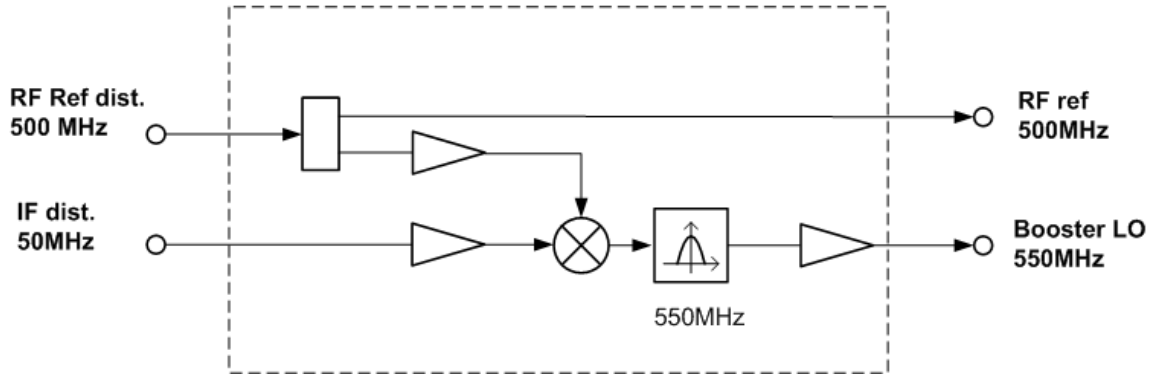 RF Ref dist.
500 MHz
IF dist.
50MHz
550MHz
RF ref
500MHz
Booster LO
550MHz